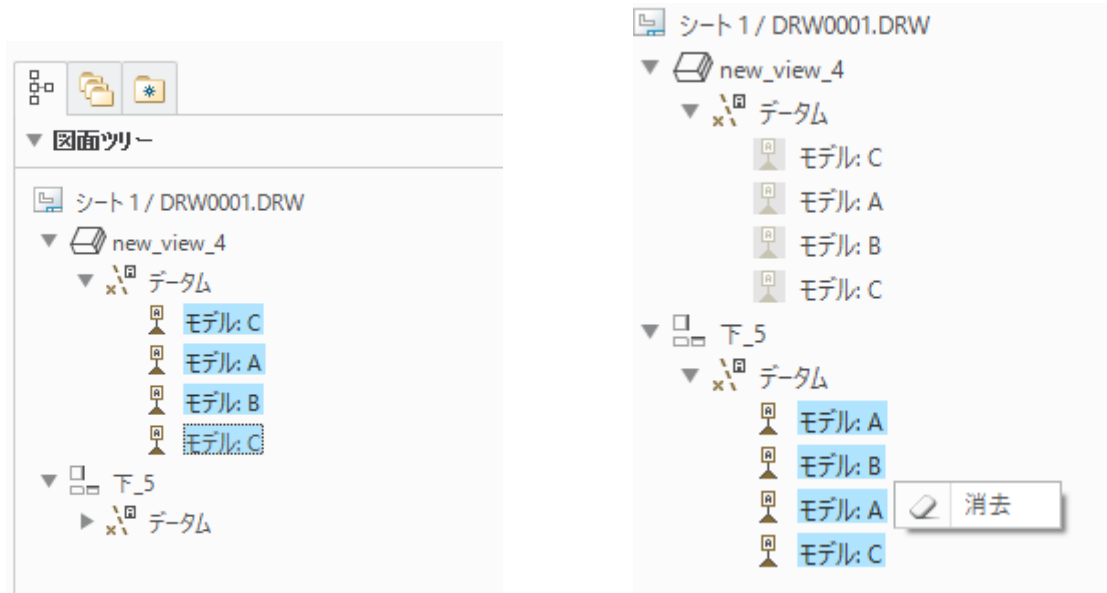 図面ツリー
シート 1 / DRW0001.DRW
new_view_4
データム
モデル: C
モデル: A
モデル: B
モデル: C
下_5
データム
シート 1 / DRW0001.DRW
new_view_4
データム
モデル: C
モデル: A
モデル: B
モデル: C
下_5
データム
モデル: A
モデル: B
モデル: A
消去
モデル: C